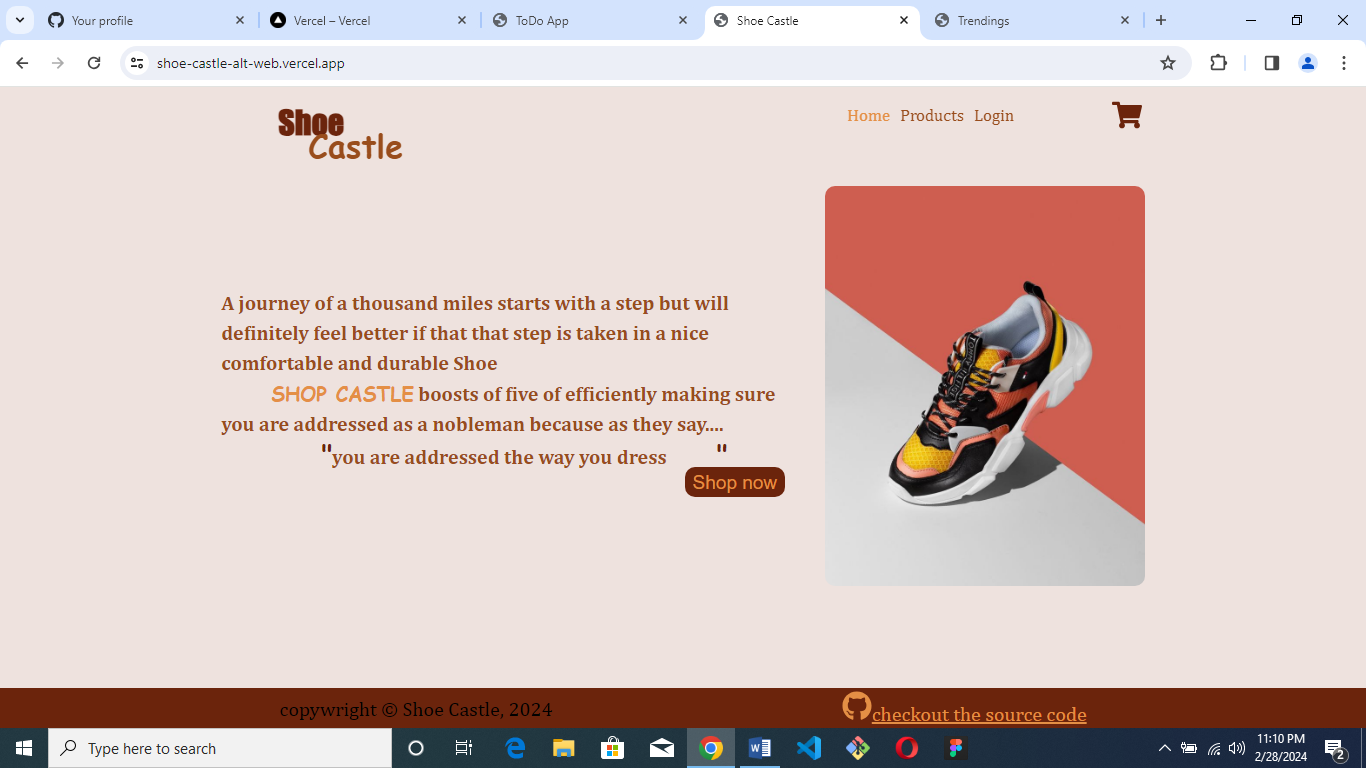 Your profile
Vercel – Vercel
ToDo App
Shoe Castle
Trendings
shoe-castle-alt-web.vercel.app
Shoe
Castle
Home Products Login
A journey of a thousand miles starts with a step but will
definitely feel better if that that step is taken in a nice
comfortable and durable Shoe
SHOP CASTLE boosts of five of efficiently making sure
you are addressed as a nobleman because as they say....
"you are addressed the way you dress "
Shop now
copywright © Shoe Castle, 2024
checkout the source code
Type here to search
11:10 PM
2/28/2024
2